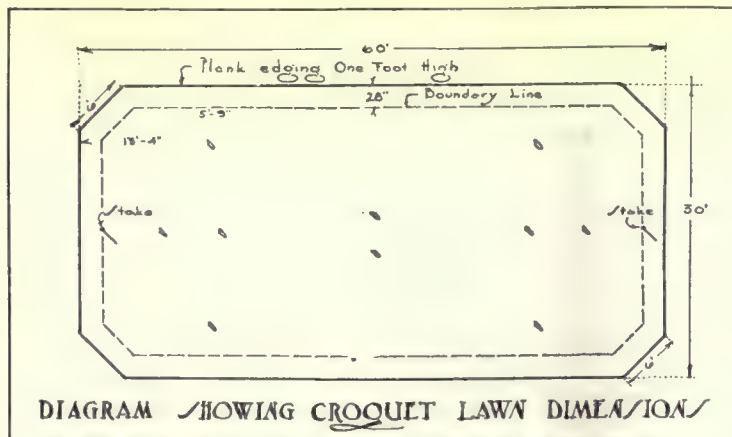 60'
Plank edging One Foot High
6'
28"
Boundary Line
5'-9"
13'-4"
Stake
Stake
30'
6'
DIAGRAM SHOWING CROQUET LAWN DIMENSIONS